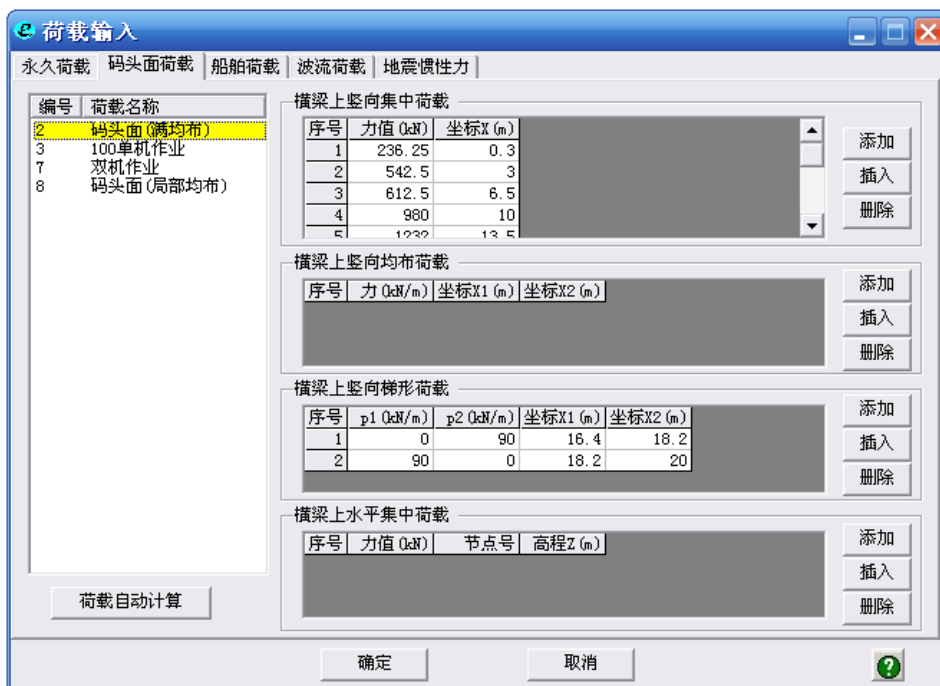 荷载输入
永久荷载 码头面荷载 船舶荷载 波流荷载 地震惯性力
编号 荷载名称
2 码头面(满均布)
3 100单机作业
7 双机作业
8 码头面(局部均布)
荷载自动计算
横梁上竖向集中荷载
序号 力值(kN) 坐标X(m)
1 236.25 0.3
2 542.5 3
3 612.5 6.5
4 980 10
5 1232 13.5
添加
插入
删除
横梁上竖向均布荷载
序号 力(kN/m) 坐标X1(m) 坐标X2(m)
添加
插入
删除
横梁上竖向梯形荷载
序号 p1(kN/m) p2(kN/m) 坐标X1(m) 坐标X2(m)
1 0 90 16.4 18.2
2 90 0 18.2 20
添加
插入
删除
横梁上水平集中荷载
序号 力值(kN) 节点号 高程Z(m)
添加
插入
删除
确定 取消